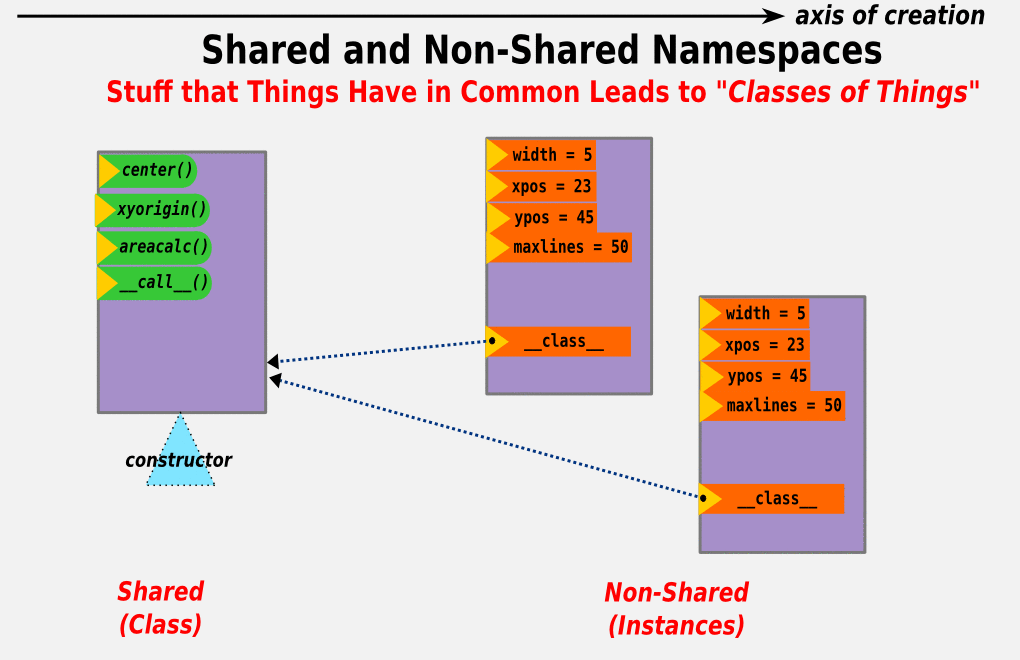 axis of creation
Shared and Non-Shared Namespaces
Stuff that Things Have in Common Leads to "Classes of Things"
center()
xyorigin()
areacalc()
__call__()
constructor
width = 5
xpos = 23
ypos = 45
maxlines = 50
__class__
width = 5
xpos = 23
ypos = 45
maxlines = 50
__class__
Shared
(Class)
Non-Shared
(Instances)